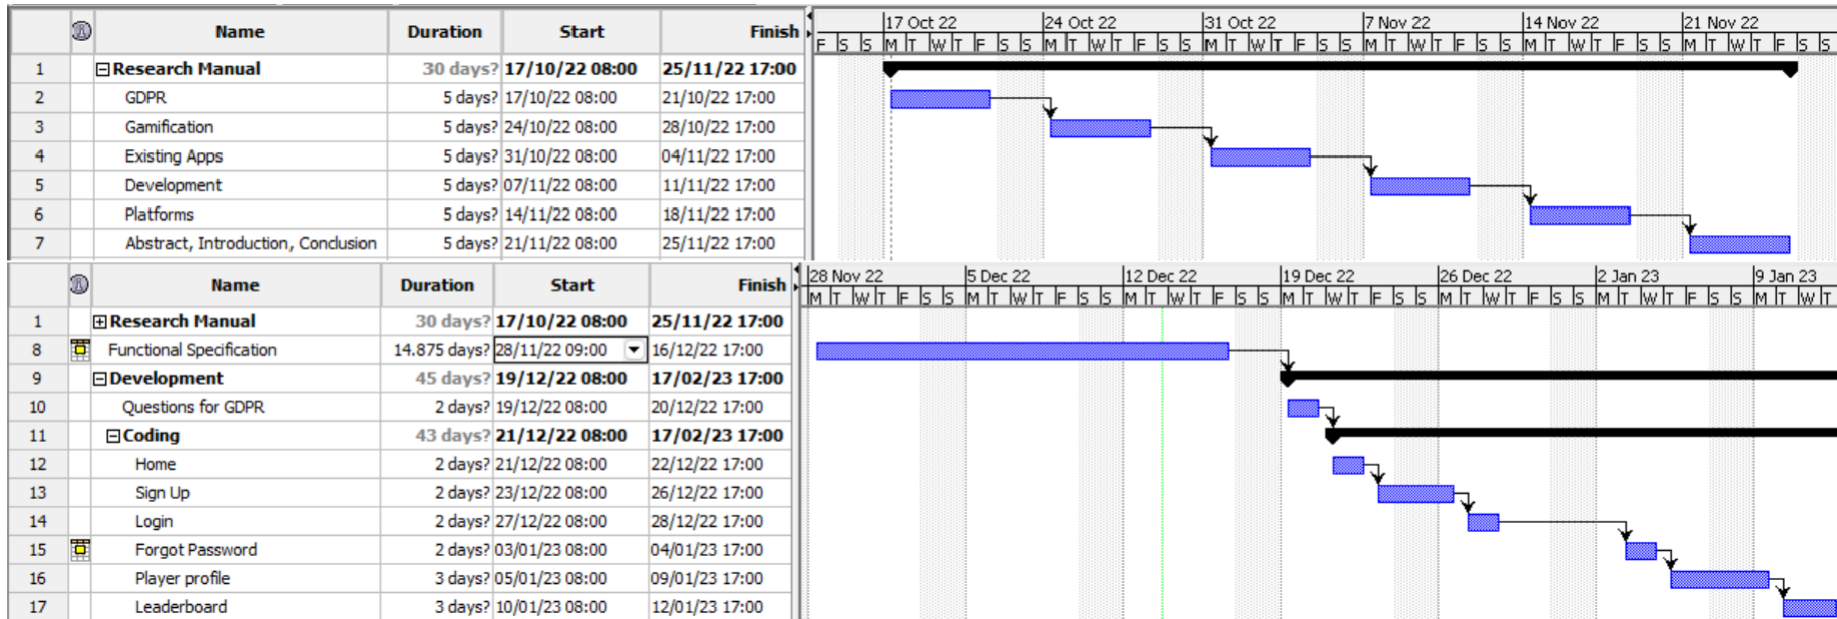 Name Duration Start Finish 17 Oct 22 24 Oct 22 31 Oct 22 7 Nov 22 14 Nov 22 21 Nov 22
F S S M T W T F S S M T W T F S S M T W T F S S M T W T F S S M T W T F S S M T W T F S S
1 Research Manual 30 days? 17/10/22 08:00 25/11/22 17:00
2 GDPR 5 days? 17/10/22 08:00 21/10/22 17:00
3 Gamification 5 days? 24/10/22 08:00 28/10/22 17:00
4 Existing Apps 5 days? 31/10/22 08:00 04/11/22 17:00
5 Development 5 days? 07/11/22 08:00 11/11/22 17:00
6 Platforms 5 days? 14/11/22 08:00 18/11/22 17:00
7 Abstract, Introduction, Conclusion 5 days? 21/11/22 08:00 25/11/22 17:00
Name Duration Start Finish 28 Nov 22 5 Dec 22 12 Dec 22 19 Dec 22 26 Dec 22 2 Jan 23 9 Jan 23
M T W T F S S M T W T F S S M T W T F S S M T W T F S S M T W T F S S M T W T F S S M T W T
1 Research Manual 30 days? 17/10/22 08:00 25/11/22 17:00
8 Functional Specification 14.875 days? 28/11/22 09:00 16/12/22 17:00
9 Development 45 days? 19/12/22 08:00 17/02/23 17:00
10 Questions for GDPR 2 days? 19/12/22 08:00 20/12/22 17:00
11 Coding 43 days? 21/12/22 08:00 17/02/23 17:00
12 Home 2 days? 21/12/22 08:00 22/12/22 17:00
13 Sign Up 2 days? 23/12/22 08:00 26/12/22 17:00
14 Login 2 days? 27/12/22 08:00 28/12/22 17:00
15 Forgot Password 2 days? 03/01/23 08:00 04/01/23 17:00
16 Player profile 3 days? 05/01/23 08:00 09/01/23 17:00
17 Leaderboard 3 days? 10/01/23 08:00 12/01/23 17:00